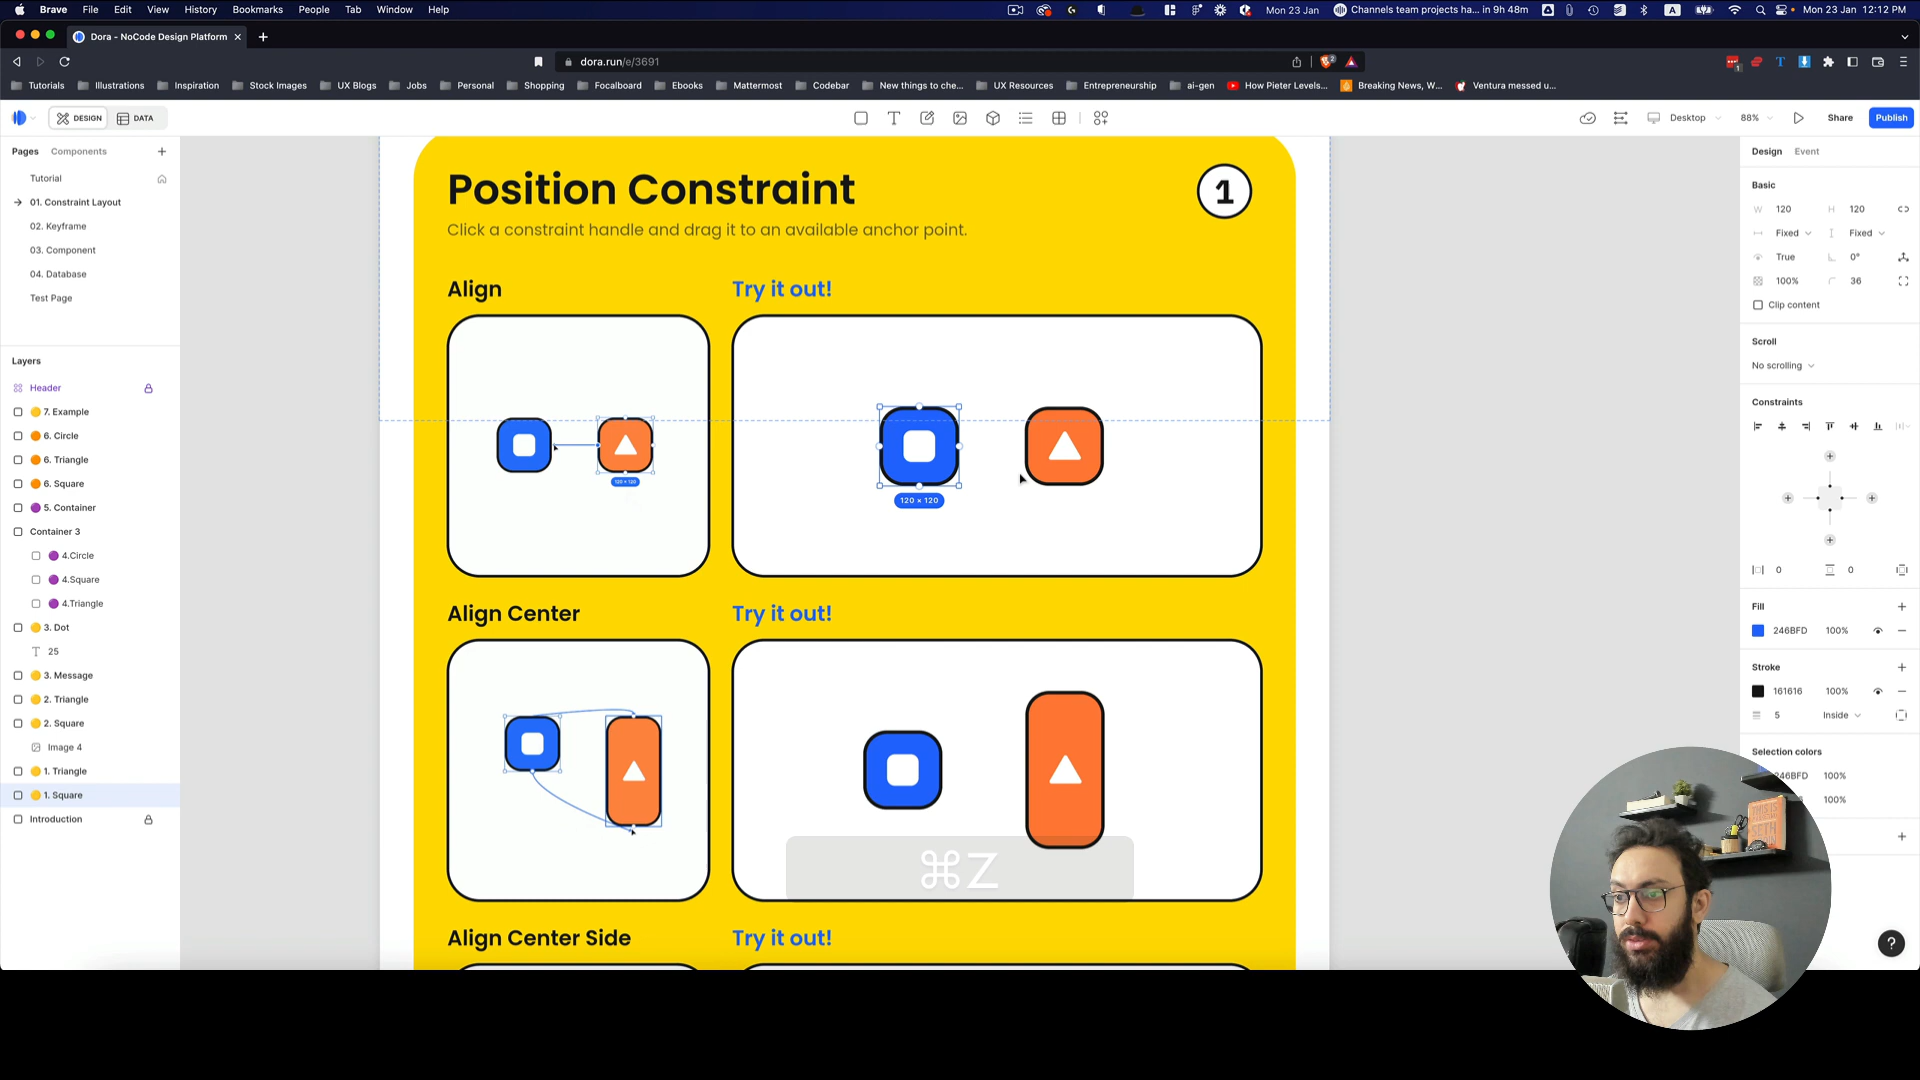 Brave File Edit View History Bookmarks People Tab Window Help Mon 23 Jan Channels team projects ha... in 9h 48m A Mon 23 Jan 12:12 PM
Dora - NoCode Design Platform
dora.run/e/3691
Tutorials Illustrations Inspiration Stock Images UX Blogs Jobs Personal Shopping Focalboard Ebooks Mattermost Codebar New things to che... UX Resources Entrepreneurship ai-gen How Pieter Levels... Breaking News, W... Ventura messed u...
DESIGN DATA Desktop 88% Share Publish
Pages Components
Tutorial
01. Constraint Layout
02. Keyframe
03. Component
04. Database
Test Page
Layers
Header
7. Example
6. Circle
6. Triangle
6. Square
5. Container
Container 3
4.Circle
4.Square
4.Triangle
3. Dot
T 25
3. Message
2. Triangle
2. Square
Image 4
1. Triangle
1. Square
Introduction
Position Constraint
1
Click a constraint handle and drag it to an available anchor point.
Align Try it out!
120 × 120
120 × 120
Align Center Try it out!
⌘Z
Align Center Side Try it out!
Design Event
Basic
W 120 H 120
Fixed Fixed
True 0°
100% 36
Clip content
Scroll
No scrolling
Constraints
0 0
Fill
246BFD 100%
Stroke
161616 100%
5 Inside
Selection colors
246BFD 100%
100%
THIS IS
?